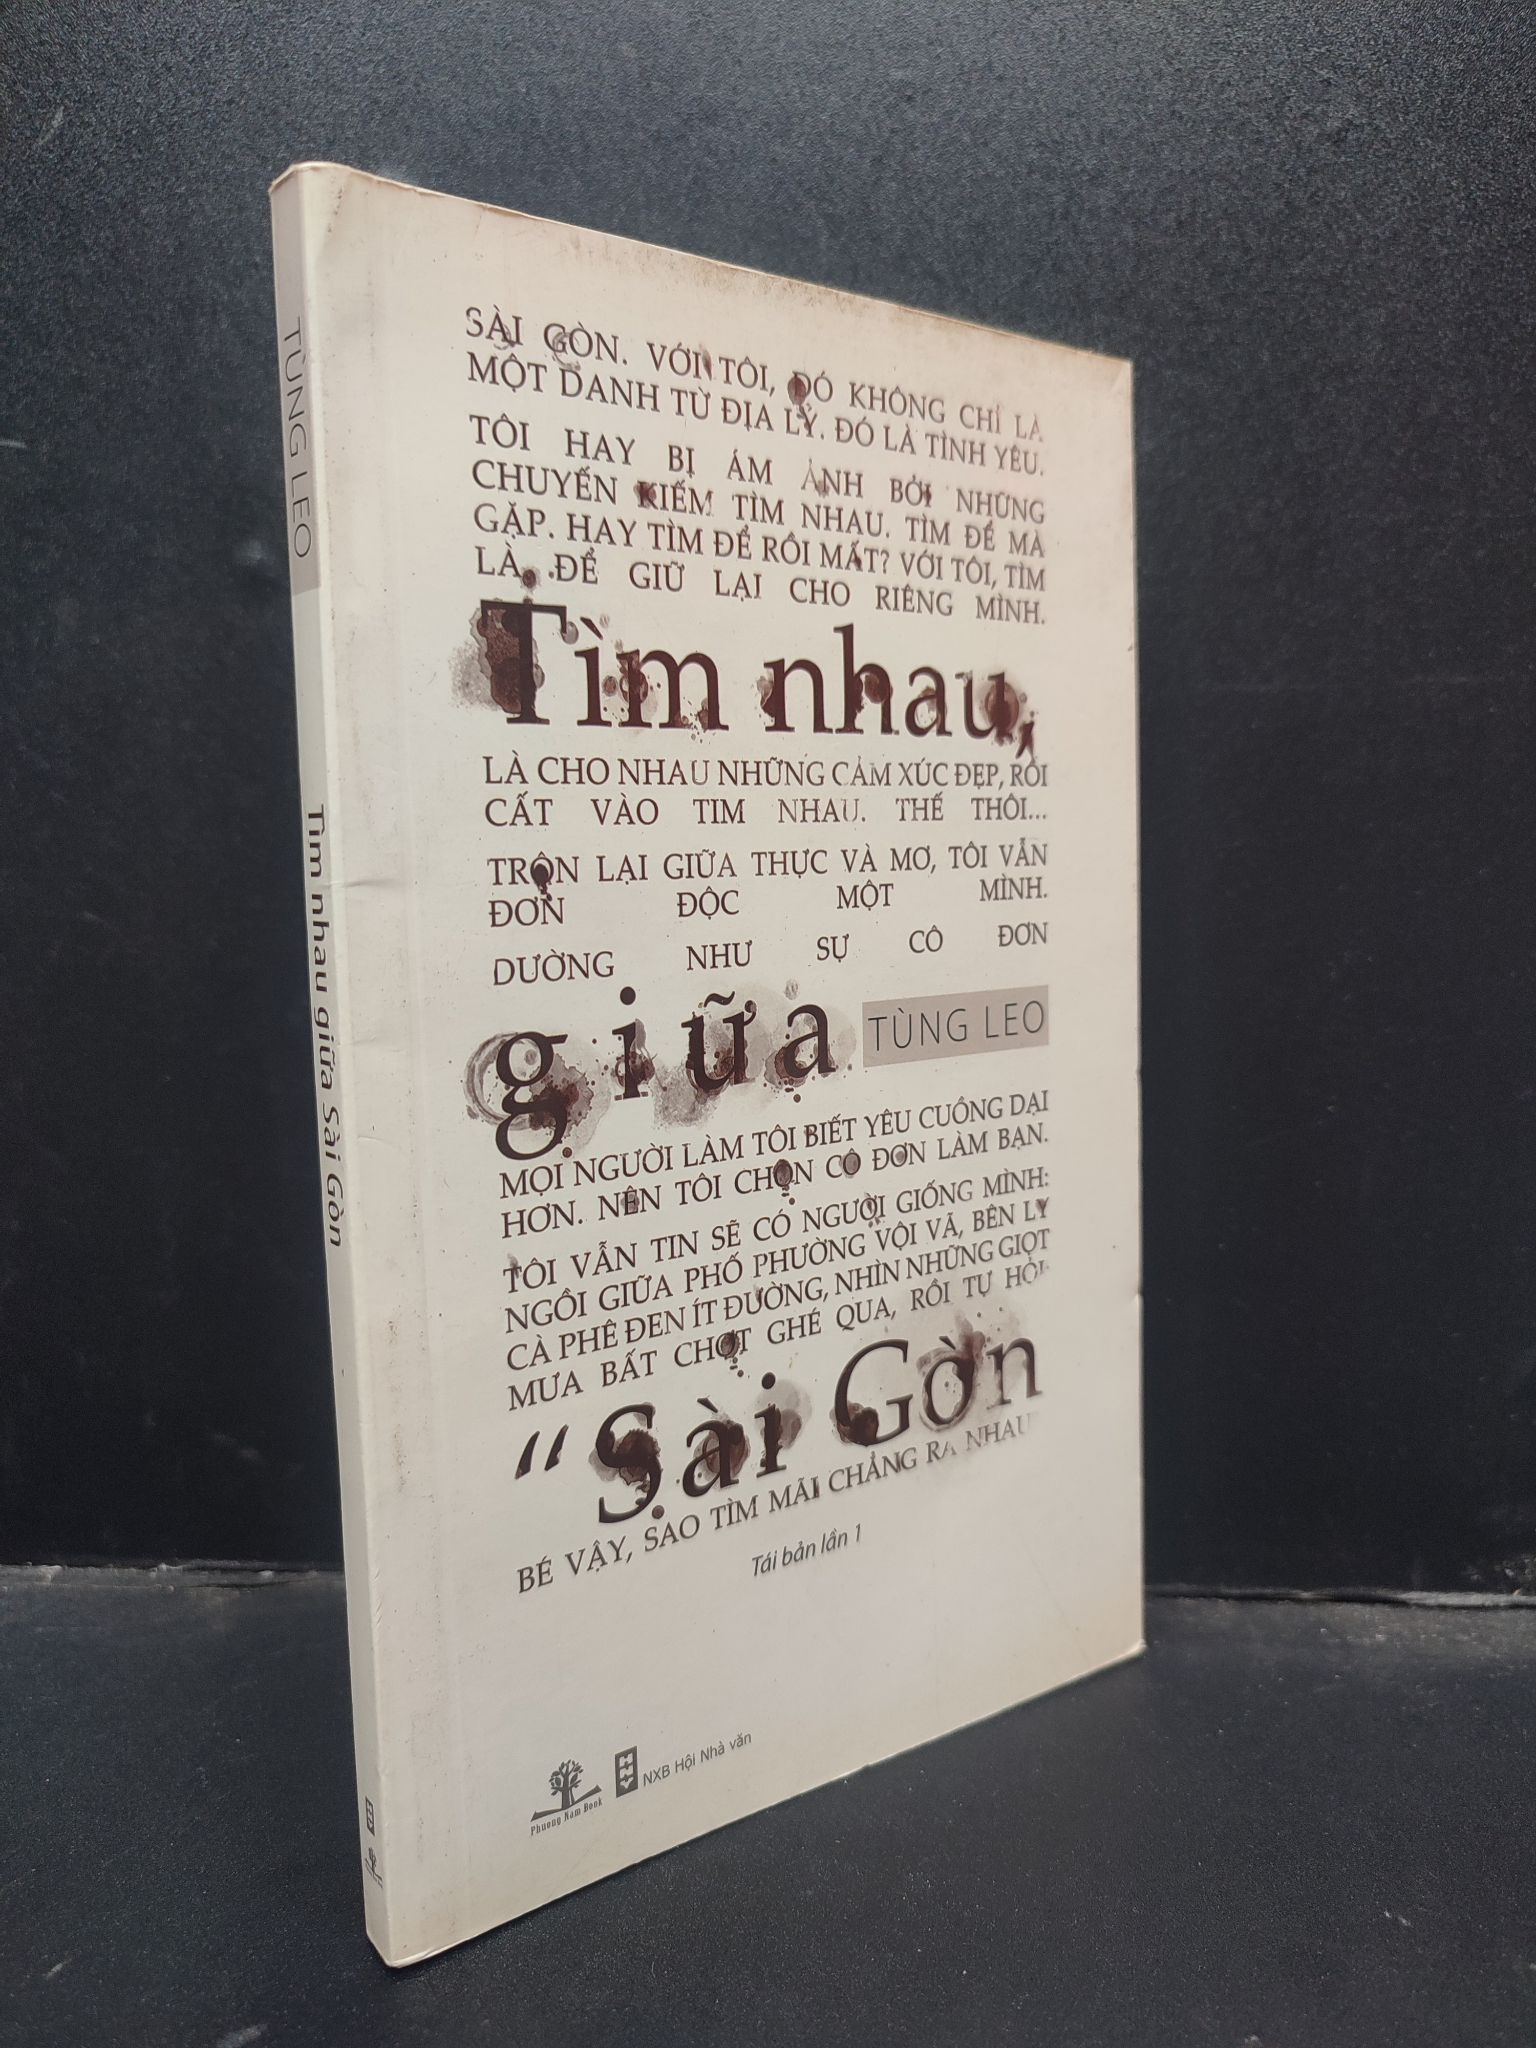 TÙNG LEO
Tìm nhau giữa Sài Gòn
SÀI GÒN. VỚI TÔI, ĐÓ KHÔNG CHỈ LÀ
MỘT DANH TỪ ĐỊA LÝ. ĐÓ LÀ TÌNH YÊU.
TÔI HAY BỊ ÁM ẢNH BỞI NHỮNG
CHUYẾN KIẾM TÌM NHAU. TÌM ĐỂ MÀ
GẶP. HAY TÌM ĐỂ RỒI MẤT? VỚI TÔI, TÌM
LÀ ĐỂ GIỮ LẠI CHO RIÊNG MÌNH.
Tìm nhau,
LÀ CHO NHAU NHỮNG CẢM XÚC ĐẸP, RỒI
CẤT VÀO TIM NHAU. THẾ THÔI...
TRỘN LẠI GIỮA THỰC VÀ MƠ, TÔI VẪN
ĐƠN ĐỘC MỘT MÌNH.
DƯỜNG NHƯ SỰ CÔ ĐƠN
giữa TÙNG LEO
MỌI NGƯỜI LÀM TÔI BIẾT YÊU CUỒNG DẠI
HƠN. NÊN TÔI CHỌN CÔ ĐƠN LÀM BẠN.
TÔI VẪN TIN SẼ CÓ NGƯỜI GIỐNG MÌNH:
NGỒI GIỮA PHỐ PHƯỜNG VỘI VÃ, BÊN LY
CÀ PHÊ ĐEN ÍT ĐƯỜNG, NHÌN NHỮNG GIỌT
MƯA BẤT CHỢT GHÉ QUA, RỒI TỰ HỎI
“Sài Gòn
BÉ VẬY, SAO TÌM MÃI CHẲNG RA NHAU”
Tái bản lần 1
Phuong Nam Book
NXB Hội Nhà văn